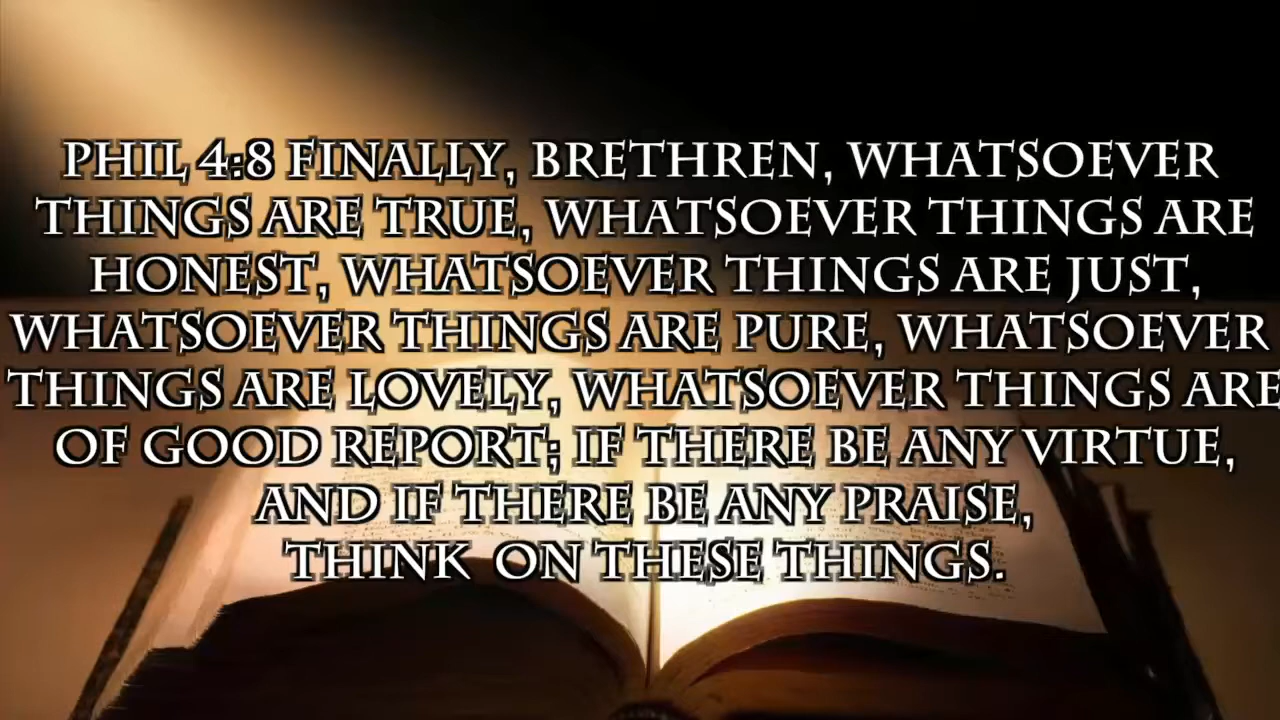 PHIL 4:8 FINALLY, BRETHREN, WHATSOEVER
THINGS ARE TRUE, WHATSOEVER THINGS ARE
HONEST, WHATSOEVER THINGS ARE JUST,
WHATSOEVER THINGS ARE PURE, WHATSOEVER
THINGS ARE LOVELY, WHATSOEVER THINGS ARE
OF GOOD REPORT; IF THERE BE ANY VIRTUE,
AND IF THERE BE ANY PRAISE,
THINK ON THESE THINGS.